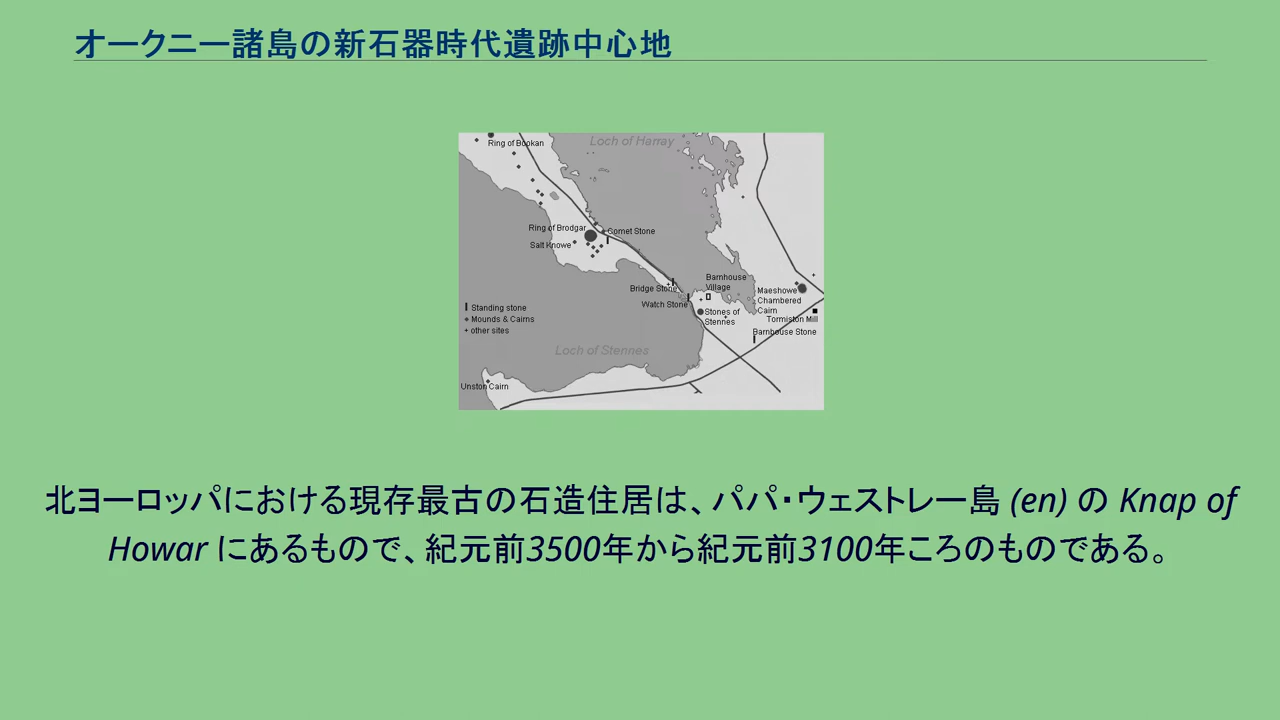 オークニー諸島の新石器時代遺跡中心地
Loch of Harray
Ring of Bookan
Ring of Brodgar
Comet Stone
Salt Knowe
Bridge Stone
Watch Stone
Barnhouse
Village
Maeshowe
Chambered
Cairn
Stones of
Stennes
Tormiston Mill
Barnhouse Stone
Standing stone
Mounds & Cairns
other sites
Loch of Stennes
Unston Cairn
北ヨーロッパにおける現存最古の石造住居は、パパ・ウェストレー島 (en) の Knap of
Howar にあるもので、紀元前3500年から紀元前3100年ころのものである。